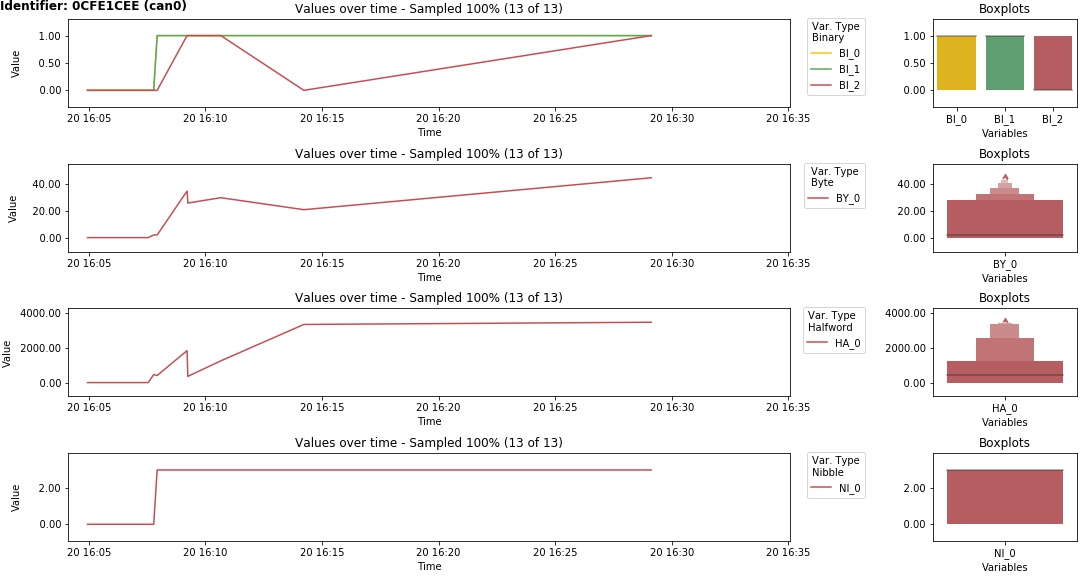 Identifier: 0CFE1CEE (can0)
Values over time - Sampled 100% (13 of 13)
Value
1.00
0.50
0.00
20 16:05
20 16:10
20 16:15
20 16:20
20 16:25
20 16:30
20 16:35
Time
Var. Type
Binary
BI_0
BI_1
BI_2
Boxplots
1.00
0.50
0.00
BI_0
BI_1
BI_2
Variables
Values over time - Sampled 100% (13 of 13)
Value
40.00
20.00
0.00
20 16:05
20 16:10
20 16:15
20 16:20
20 16:25
20 16:30
20 16:35
Time
Var. Type
Byte
BY_0
Boxplots
40.00
20.00
0.00
BY_0
Variables
Values over time - Sampled 100% (13 of 13)
Value
4000.00
2000.00
0.00
20 16:05
20 16:10
20 16:15
20 16:20
20 16:25
20 16:30
20 16:35
Time
Var. Type
Halfword
HA_0
Boxplots
4000.00
2000.00
0.00
HA_0
Variables
Values over time - Sampled 100% (13 of 13)
Value
2.00
0.00
20 16:05
20 16:10
20 16:15
20 16:20
20 16:25
20 16:30
20 16:35
Time
Var. Type
Nibble
NI_0
Boxplots
2.00
0.00
NI_0
Variables